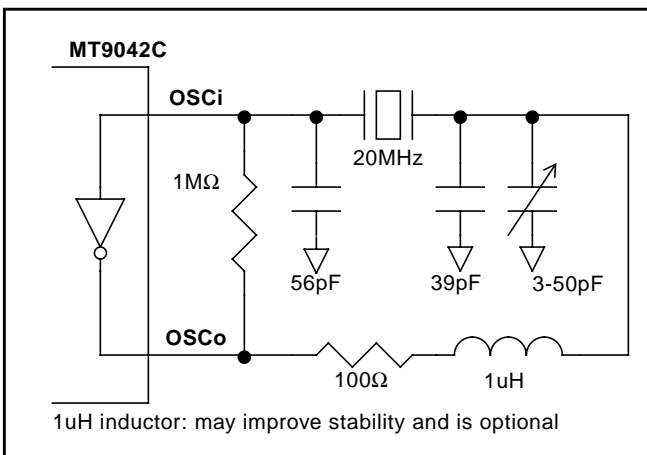 MT9042C
OSCi
20MHz
1MΩ
56pF
39pF
3-50pF
OSCo
100Ω
1uH
1uH inductor: may improve stability and is optional